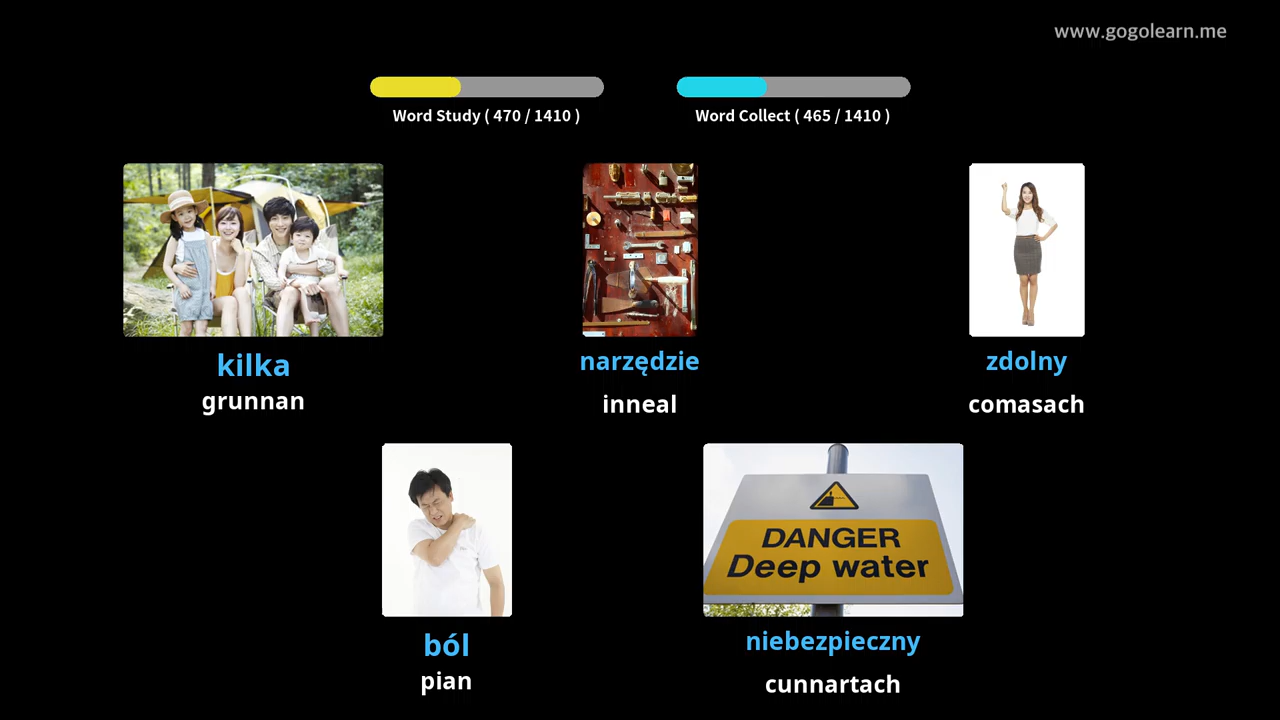 www.gogolearn.me
Word Study ( 470 / 1410 )
Word Collect ( 465 / 1410 )
kilka
grunnan
narzędzie
inneal
zdolny
comasach
DANGER
Deep water
ból
pian
niebezpieczny
cunnartach